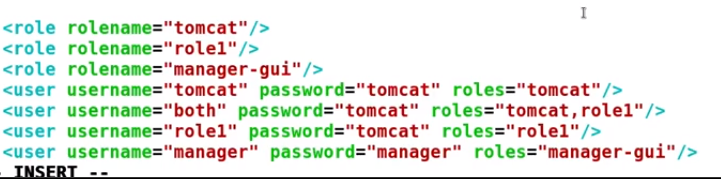 <role rolename="tomcat"/>
<role rolename="role1"/>
<role rolename="manager-gui"/>
<user username="tomcat" password="tomcat" roles="tomcat"/>
<user username="both" password="tomcat" roles="tomcat,role1"/>
<user username="role1" password="tomcat" roles="role1"/>
<user username="manager" password="manager" roles="manager-gui"/>
- INSERT --